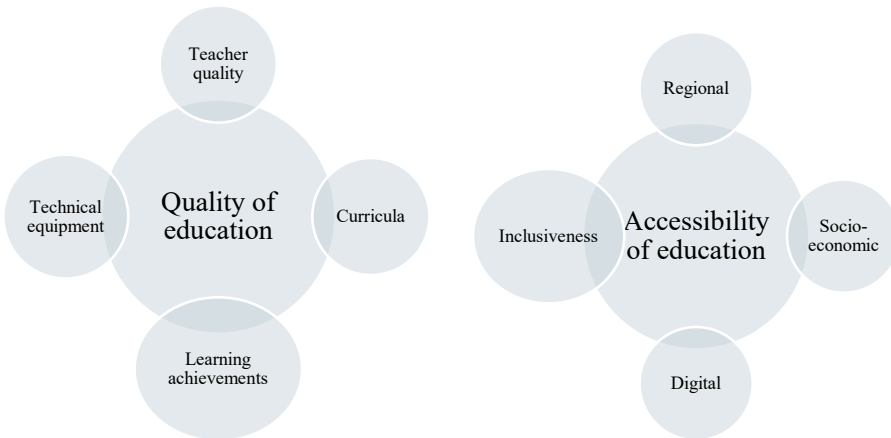 Teacher
quality
Technical
equipment
Quality of
education
Curricula
Learning
achievements
Regional
Inclusiveness
Accessibility
of education
Socio-
economic
Digital